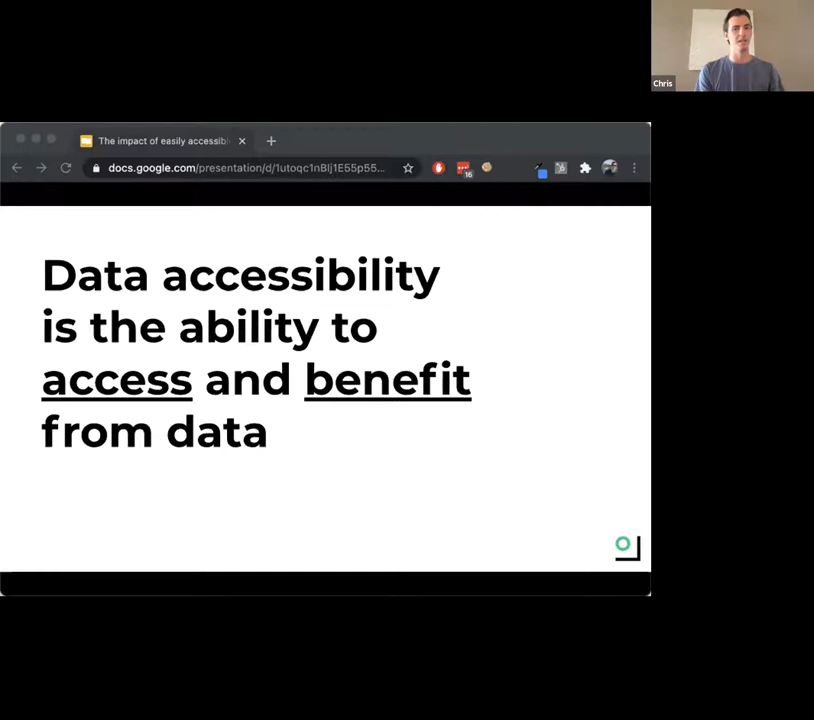 Chris
The impact of easily accessib
docs.google.com/presentation/d/1utoqc1nBlj1E55p55...
16
Data accessibility
is the ability to
access and benefit
from data